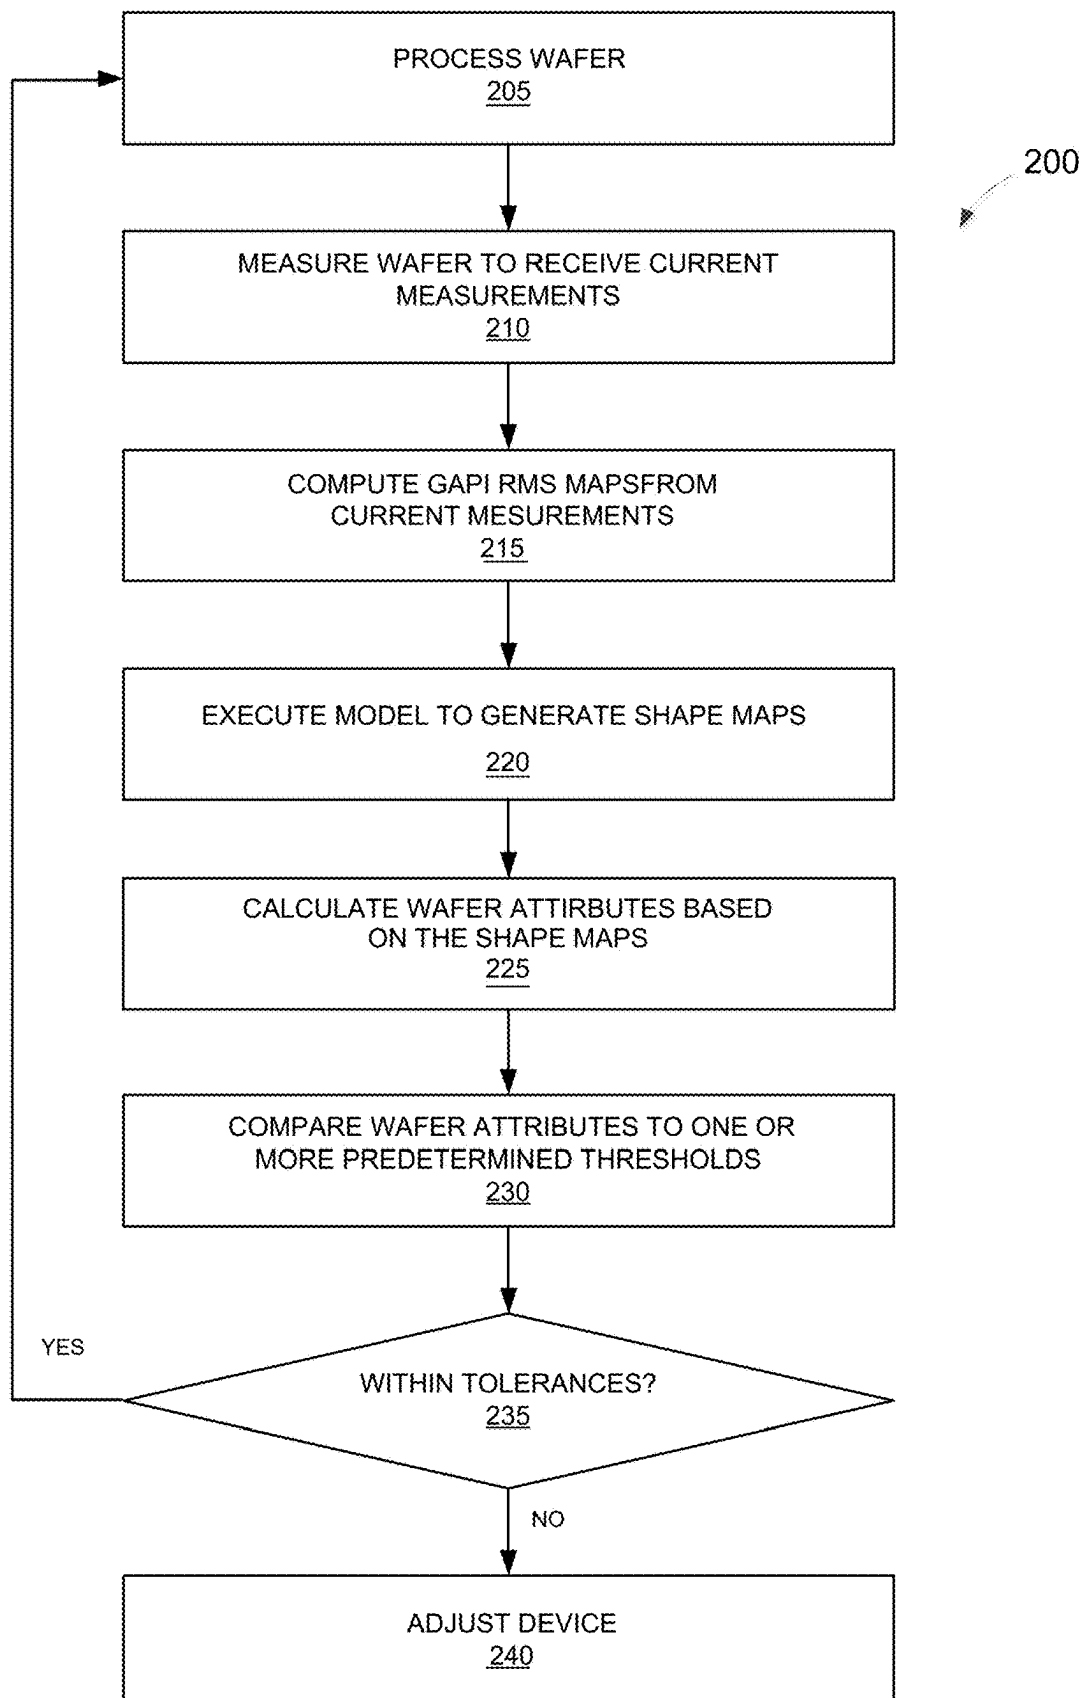 PROCESS WAFER
205
200
MEASURE WAFER TO RECEIVE CURRENT
MEASUREMENTS
210
COMPUTE GAPI RMS MAPSFROM
CURRENT MESUREMENTS
215
EXECUTE MODEL TO GENERATE SHAPE MAPS
220
CALCULATE WAFER ATTIRBUTES BASED
ON THE SHAPE MAPS
225
COMPARE WAFER ATTRIBUTES TO ONE OR
MORE PREDETERMINED THRESHOLDS
230
YES
WITHIN TOLERANCES?
235
NO
ADJUST DEVICE
240